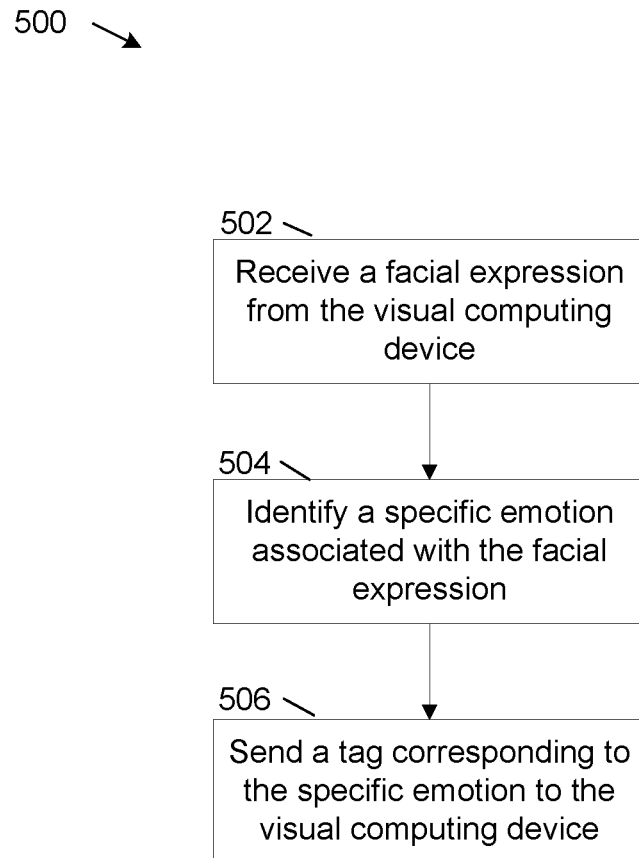 500
502
Receive a facial expression
from the visual computing
device
504
Identify a specific emotion
associated with the facial
expression
506
Send a tag corresponding to
the specific emotion to the
visual computing device